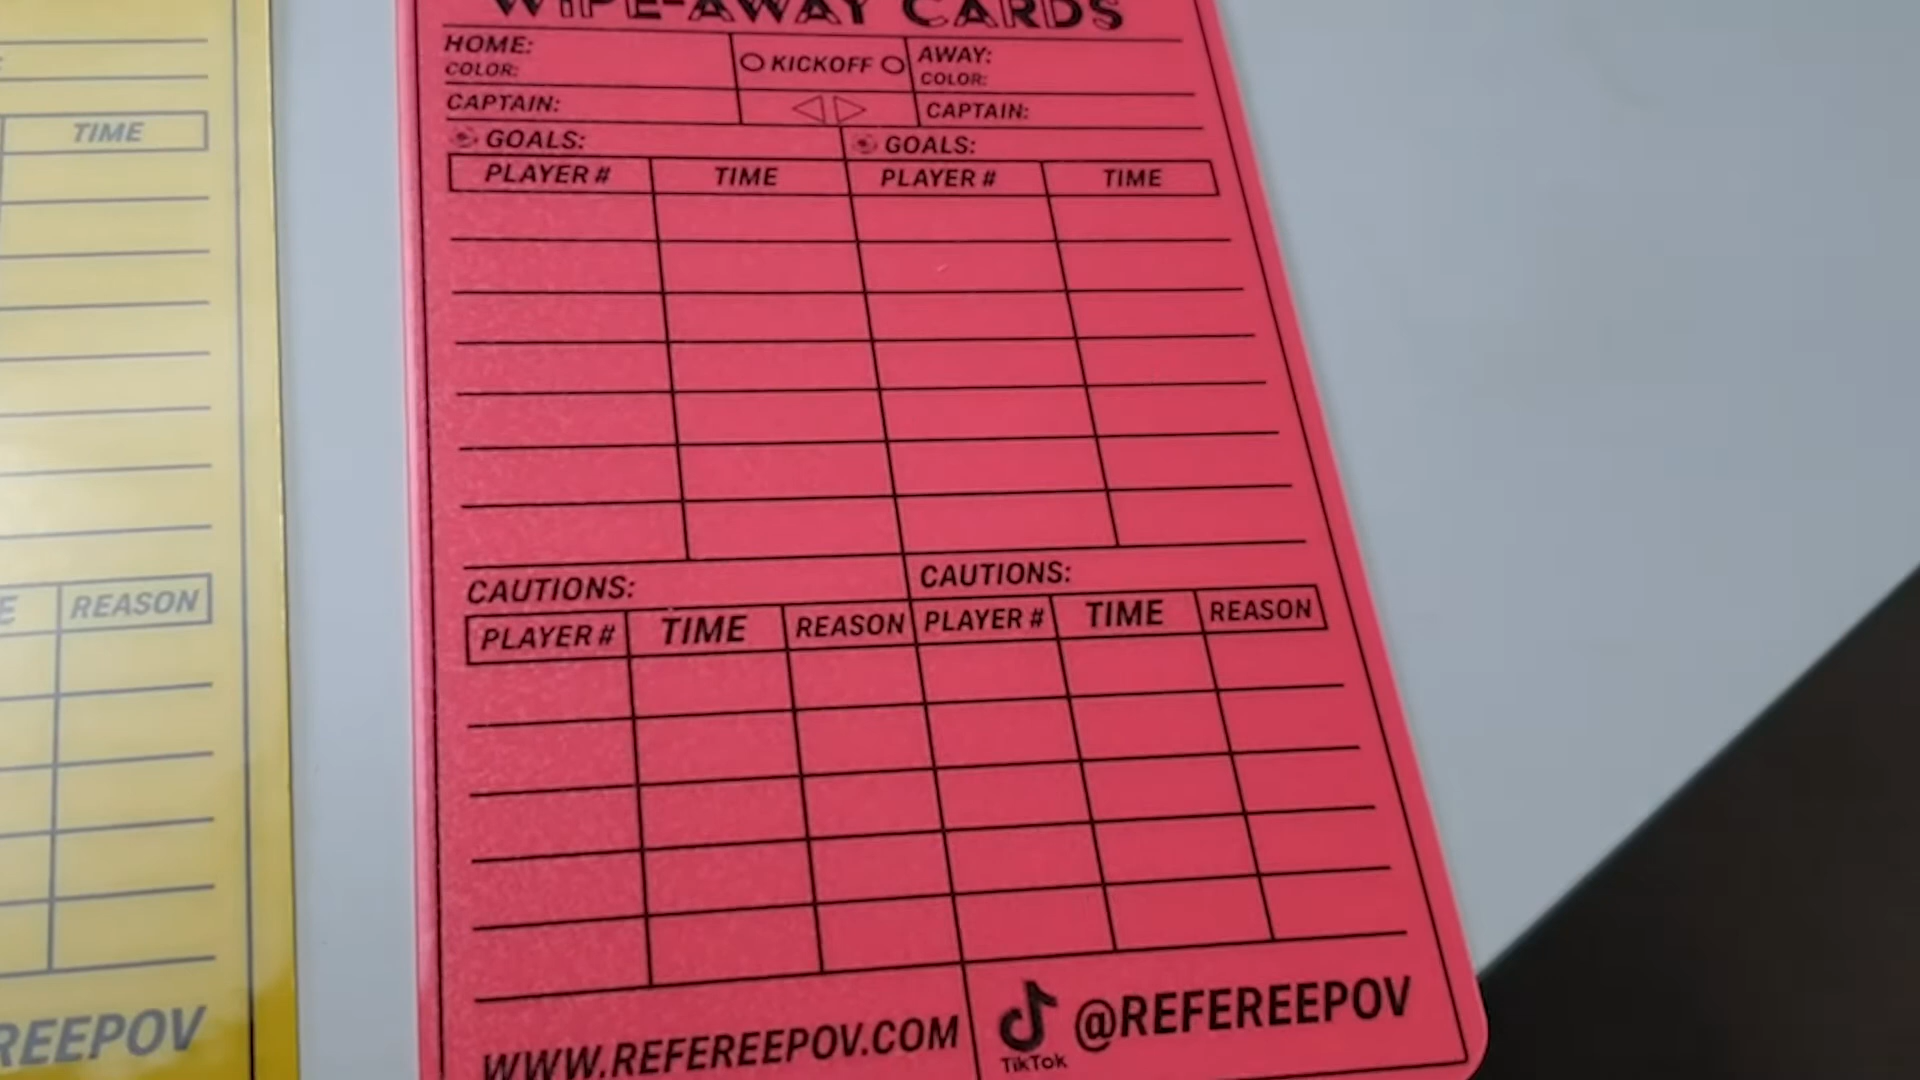 WIPE-AWAY CARDS
HOME: KICKOFF AWAY:
COLOR: COLOR:
CAPTAIN: CAPTAIN:
GOALS: GOALS:
PLAYER # TIME PLAYER # TIME
CAUTIONS: CAUTIONS:
PLAYER # TIME REASON PLAYER # TIME REASON
WWW.REFEREEPOV.COM TikTok @REFEREEPOV
TIME
E REASON
REEPOV